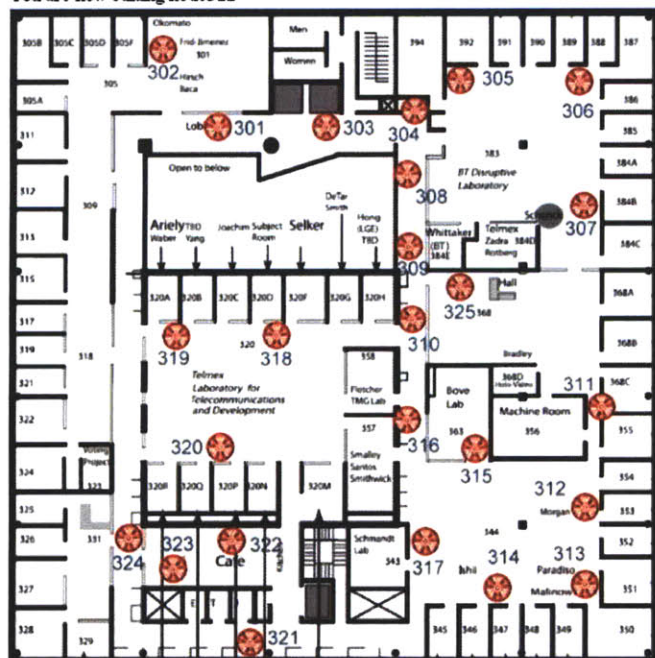 305B 305C 305D 305F
Okamoto
301
302
Hirsch
Baca
Men
Women
394 392 391 390 389 388 387
305
305A
305
306
386
311
Lob
301
303
304
385
383
BT Disruptive
Laboratory
384A
312
309
Open to below
308
DeTar
Smith
Ariely
Waber
TBD
Yang
Joachim
Subject
Room
Selker
Hong
(LGE)
TBD
Whittaker
(BT)
384E
Telmex
Zadra
Rotberg
384D
384B
307
313
309
384C
315
320A 320B 320C 320D 320F 320G 320H
325
Hall
368
368A
317
310
319
318
319
320
318
358
Bradley
368B
321
Telmex
Laboratory for
Telecommunications
and Development
Fletcher
TMG Lab
Bove
Lab
368D
Machine Room
368C
311
322
357
316
363
356
355
320
315
Voting
Project
323
324
320R 320Q 320P 320N 320M
Smalley
Santos
Smithwick
354
312
Morgan
353
325
331
326
324
323
322
Cafe
Schmandt
Lab
343
317
344
352
Ishii
314
Paradiso
313
Malinow
351
327
328
329
321
345 346 347 348 349
350